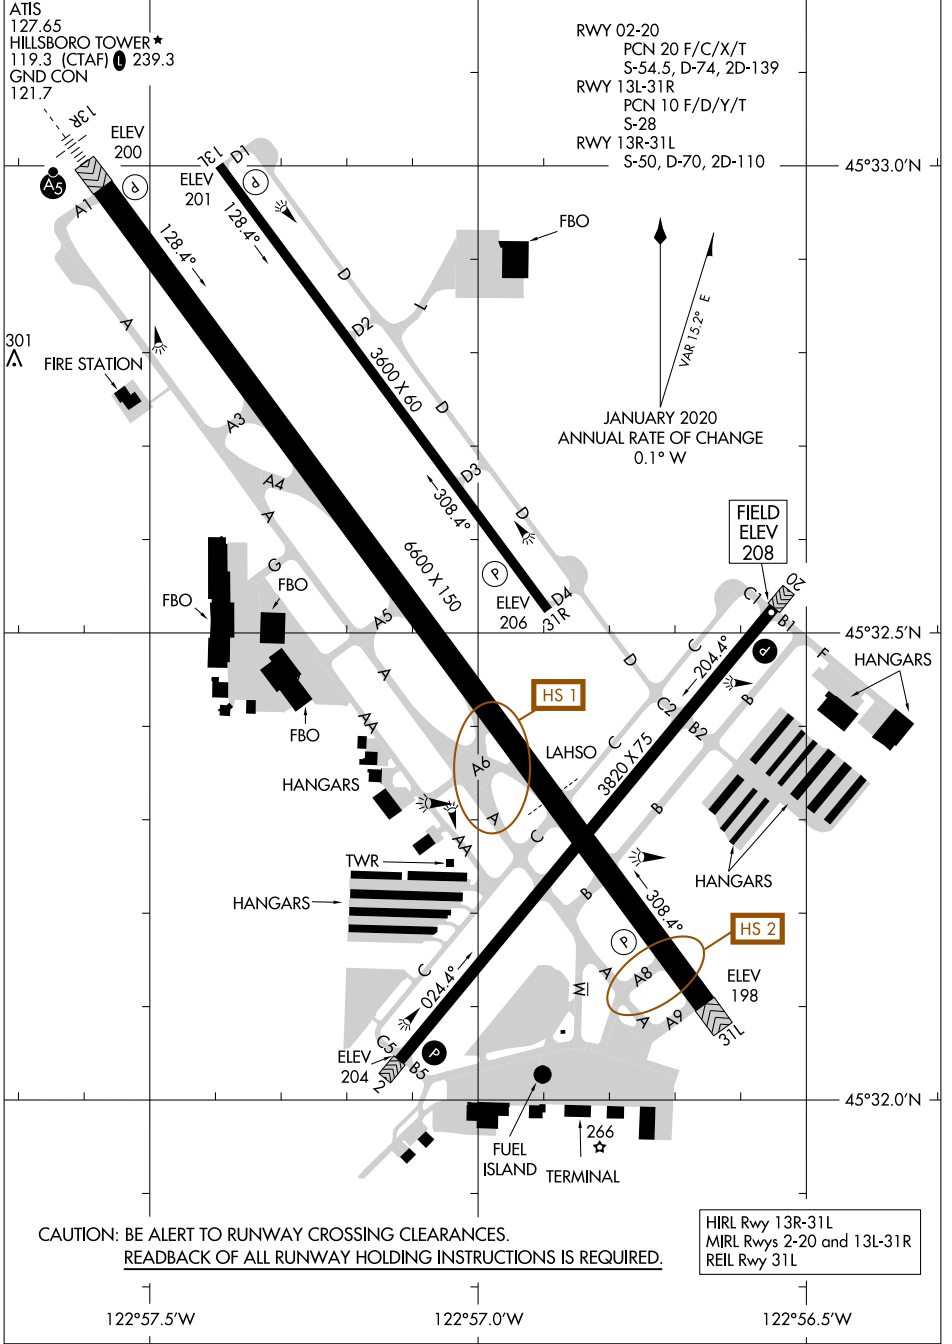 ATIS
127.65
HILLSBORO TOWER★
119.3 (CTAF) L 239.3
GND CON
121.7
RWY 02-20
PCN 20 F/C/X/T
S-54.5, D-74, 2D-139
RWY 13L-31R
PCN 10 F/D/Y/T
S-28
RWY 13R-31L
S-50, D-70, 2D-110
13R
ELEV
200
A5
P
A1
128.4°
13L
D1
ELEV
201
P
128.4°
45°33.0'N
FBO
D
L
D2
3600 X 60
VAR 15.2° E
JANUARY 2020
ANNUAL RATE OF CHANGE
0.1° W
301
A
FIRE STATION
A3
A4
A
G
D
D3
308.4°
D
6600 X 150
P
ELEV
206
D4
31R
FIELD
ELEV
208
20
C1
B1
FBO
FBO
FBO
A5
A
AA
45°32.5'N
D
C
204.4°
P
F
HANGARS
B
C2
B2
C
3820 X 75
HS 1
LAHSO
A6
A
HANGARS
AA
C
B
B
HANGARS
TWR
HANGARS
308.4°
HS 2
P
A
A8
A
A9
ELEV
198
31L
W
C
024.4°
C5
B5
P
ELEV
204
2
45°32.0'N
FUEL
ISLAND
TERMINAL
266
CAUTION: BE ALERT TO RUNWAY CROSSING CLEARANCES.
READBACK OF ALL RUNWAY HOLDING INSTRUCTIONS IS REQUIRED.
HIRL Rwy 13R-31L
MIRL Rwys 2-20 and 13L-31R
REIL Rwy 31L
122°57.5'W
122°57.0'W
122°56.5'W